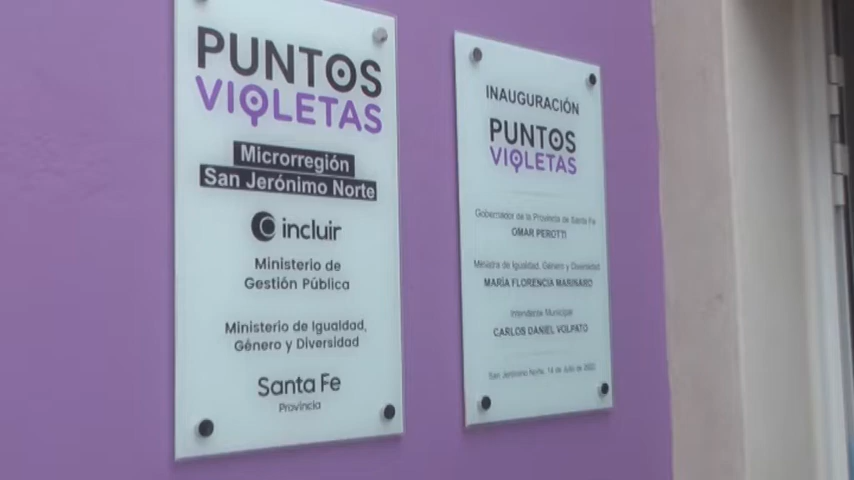 PUNTOS
VIOLETAS
Microrregión
San Jerónimo Norte
incluir
Ministerio de
Gestión Pública
Ministerio de Igualdad,
Género y Diversidad
Santa Fe
Provincia
INAUGURACIÓN
PUNTOS
VIOLETAS
Gobernador de la Provincia de Santa Fe
OMAR PEROTTI
Ministra de Igualdad, Género y Diversidad
MARÍA FLORENCIA MARINARO
Intendente Municipal
CARLOS DANIEL VOLPATO
San Jerónimo Norte, 14 de Julio de